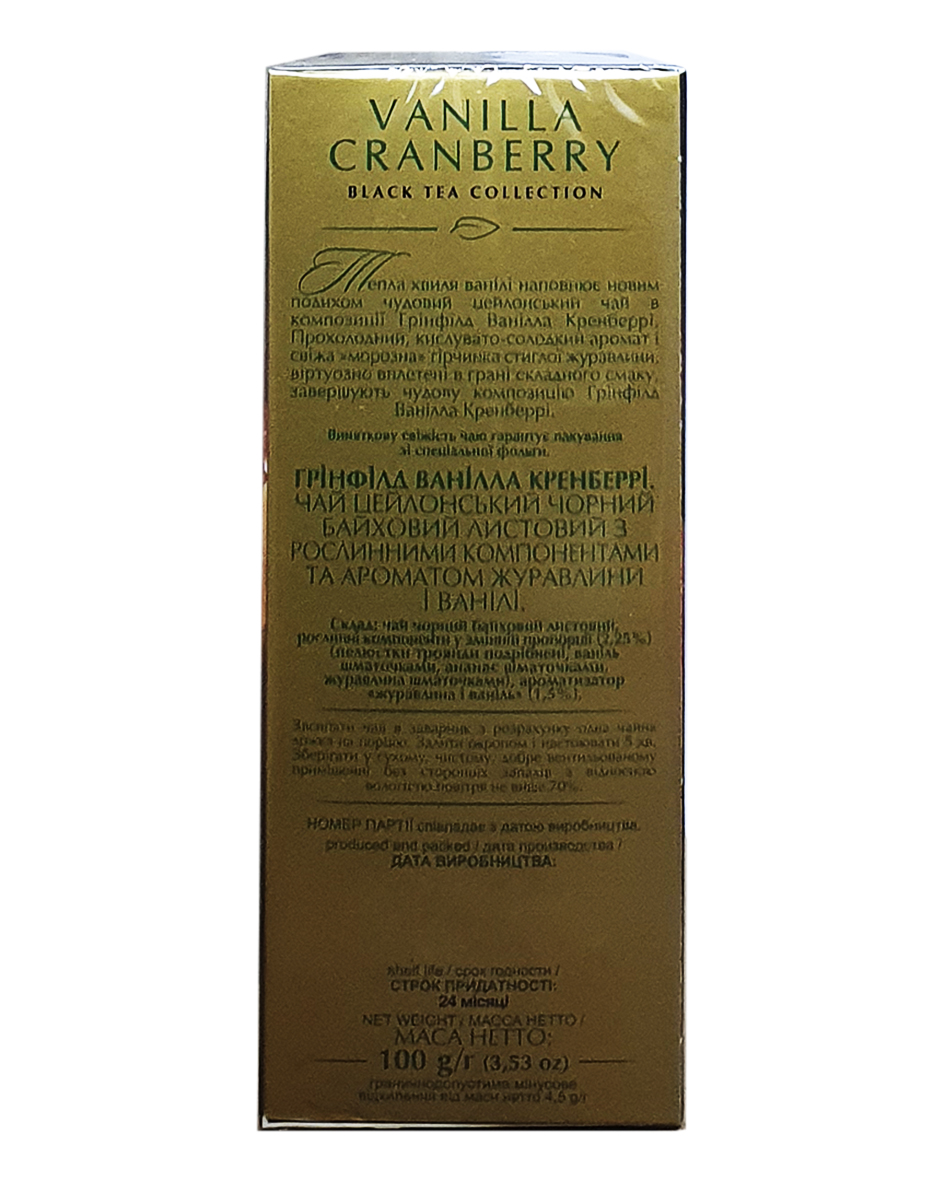 VANILLA
CRANBERRY
BLACK TEA COLLECTION
Тепла хвиля ванілі наповнює новим
подихом чудовий цейлонський чай в
композиції Грінфілд Ванілла Кренберрі.
Прохолодний, кислувато-солодкий аромат і
свіжа «морозна» гірчинка стиглої журавлини,
віртуозно вплетені в грані складного смаку,
завершують чудову композицію Грінфілд
Ванілла Кренберрі.
Виняткову свіжість чаю гарантує пакування
зі спеціальної фольги.
ГРІНФІЛД ВАНІЛЛА КРЕНБЕРРІ.
ЧАЙ ЦЕЙЛОНСЬКИЙ ЧОРНИЙ
БАЙХОВИЙ ЛИСТОВИЙ З
РОСЛИННИМИ КОМПОНЕНТАМИ
ТА АРОМАТОМ ЖУРАВЛИНИ
І ВАНІЛІ.
Склад: чай чорний байховий листовий,
рослинні компоненти у змінній пропорції (2,25%)
(пелюстки троянди подрібнені, ваніль
шматочками, ананас шматочками,
журавлина шматочками), ароматизатор
«журавлина і ваніль» (1,5%).
Засипати чай в заварник з розрахунку одна чайна
ложка на порцію. Залити окропом і настоювати 5 хв.
Зберігати у сухому, чистому, добре вентильованому
приміщенні без сторонніх запахів з відносною
вологістю повітря не вище 70%.
НОМЕР ПАРТІЇ співпадає з датою виробництва.
produced and packed / дата производства /
ДАТА ВИРОБНИЦТВА:
shelf life / срок годности /
СТРОК ПРИДАТНОСТІ:
24 місяці
NET WEIGHT / МАССА НЕТТО /
МАСА НЕТТО:
100 g/г (3,53 oz)
граничнодопустиме мінусове
відхилення від маси нетто 4,5 g/г